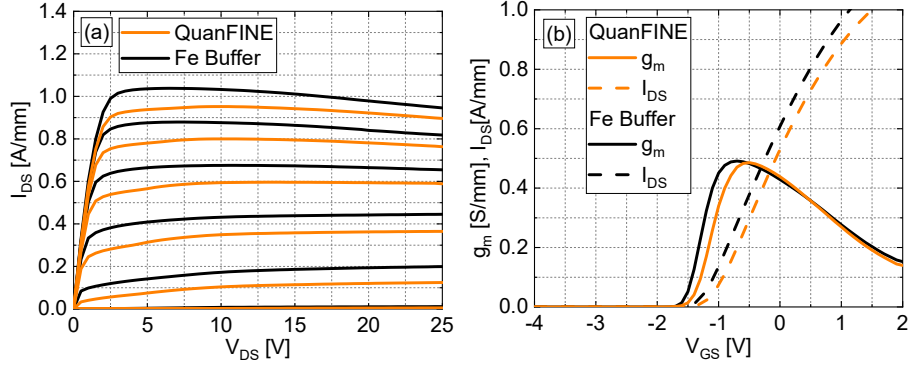 (a)
QuanFINE
Fe Buffer
I_DS [A/mm]
1.4
1.2
1.0
0.8
0.6
0.4
0.2
0.0
0 5 10 15 20 25
V_DS [V]
(b)
QuanFINE
g_m
I_DS
Fe Buffer
g_m
I_DS
g_m [S/mm], I_DS[A/mm]
1.0
0.8
0.6
0.4
0.2
0.0
-4 -3 -2 -1 0 1 2
V_GS [V]